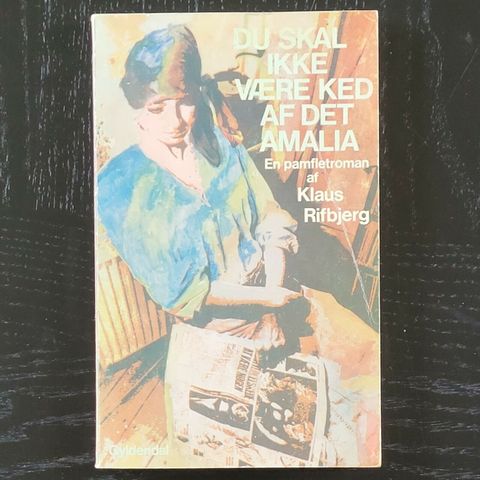 DU SKAL
IKKE
VÆRE KED
AF DET
AMALIA
En pamfletroman
af
Klaus
Rifbjerg
Gyldendal